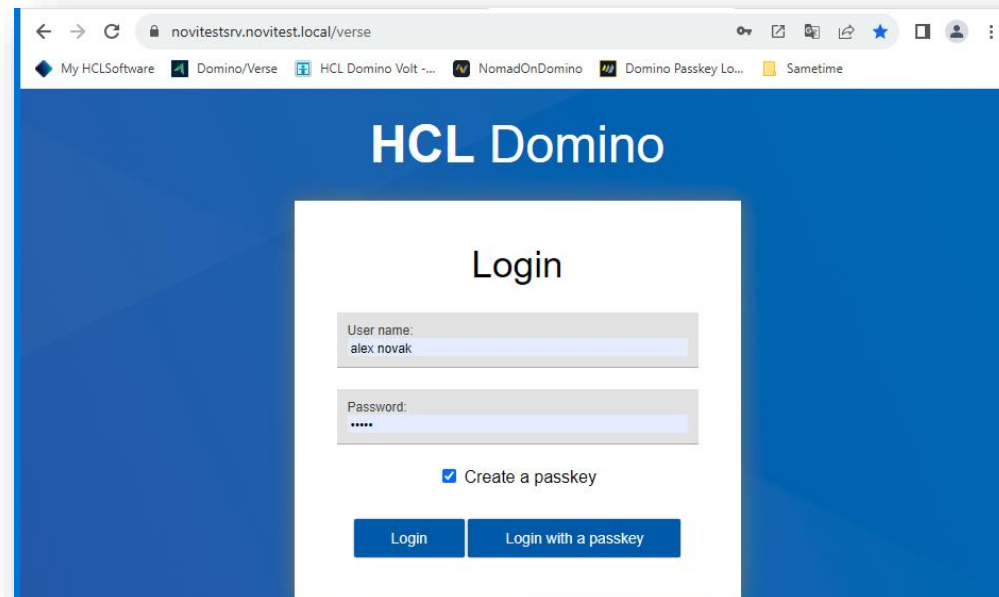 novitestsrv.novitest.local/verse
My HCLSoftware Domino/Verse HCL Domino Volt -... NomadOnDomino Domino Passkey Lo... Sametime
HCL Domino
Login
User name:
alex novak
Password:
•••••
Create a passkey
Login Login with a passkey